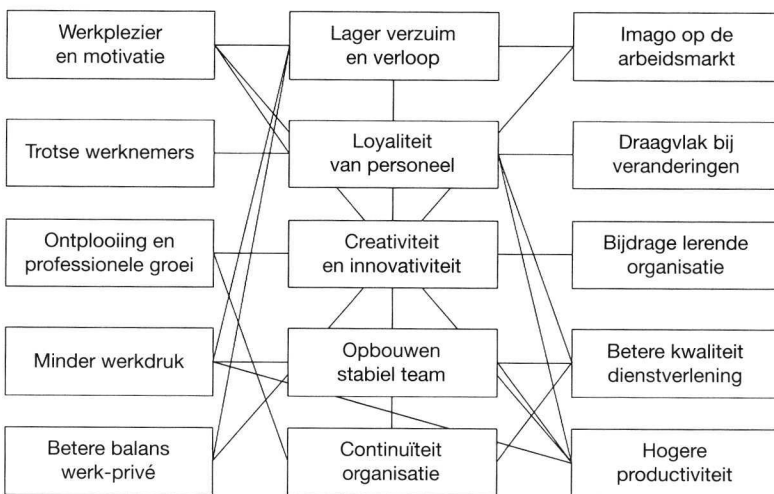 Werkplezier
en motivatie
Lager verzuim
en verloop
Imago op de
arbeidsmarkt
Trotse werknemers
Loyaliteit
van personeel
Draagvlak bij
veranderingen
Ontplooiing en
professionele groei
Creativiteit
en innovativiteit
Bijdrage lerende
organisatie
Minder werkdruk
Opbouwen
stabiel team
Betere kwaliteit
dienstverlening
Betere balans
werk-privé
Continuïteit
organisatie
Hogere
productiviteit